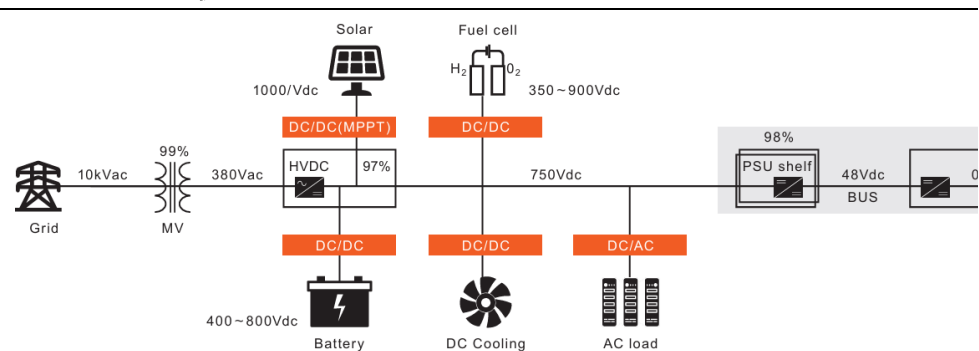 Solar
Fuel cell
H2
02
1000/Vdc
350~900Vdc
DC/DC(MPPT)
DC/DC
98%
99%
HVDC
97%
PSU shelf
10kVac
380Vac
750Vdc
48Vdc
0
BUS
Grid
MV
DC/DC
DC/DC
DC/AC
400~800Vdc
Battery
DC Cooling
AC load